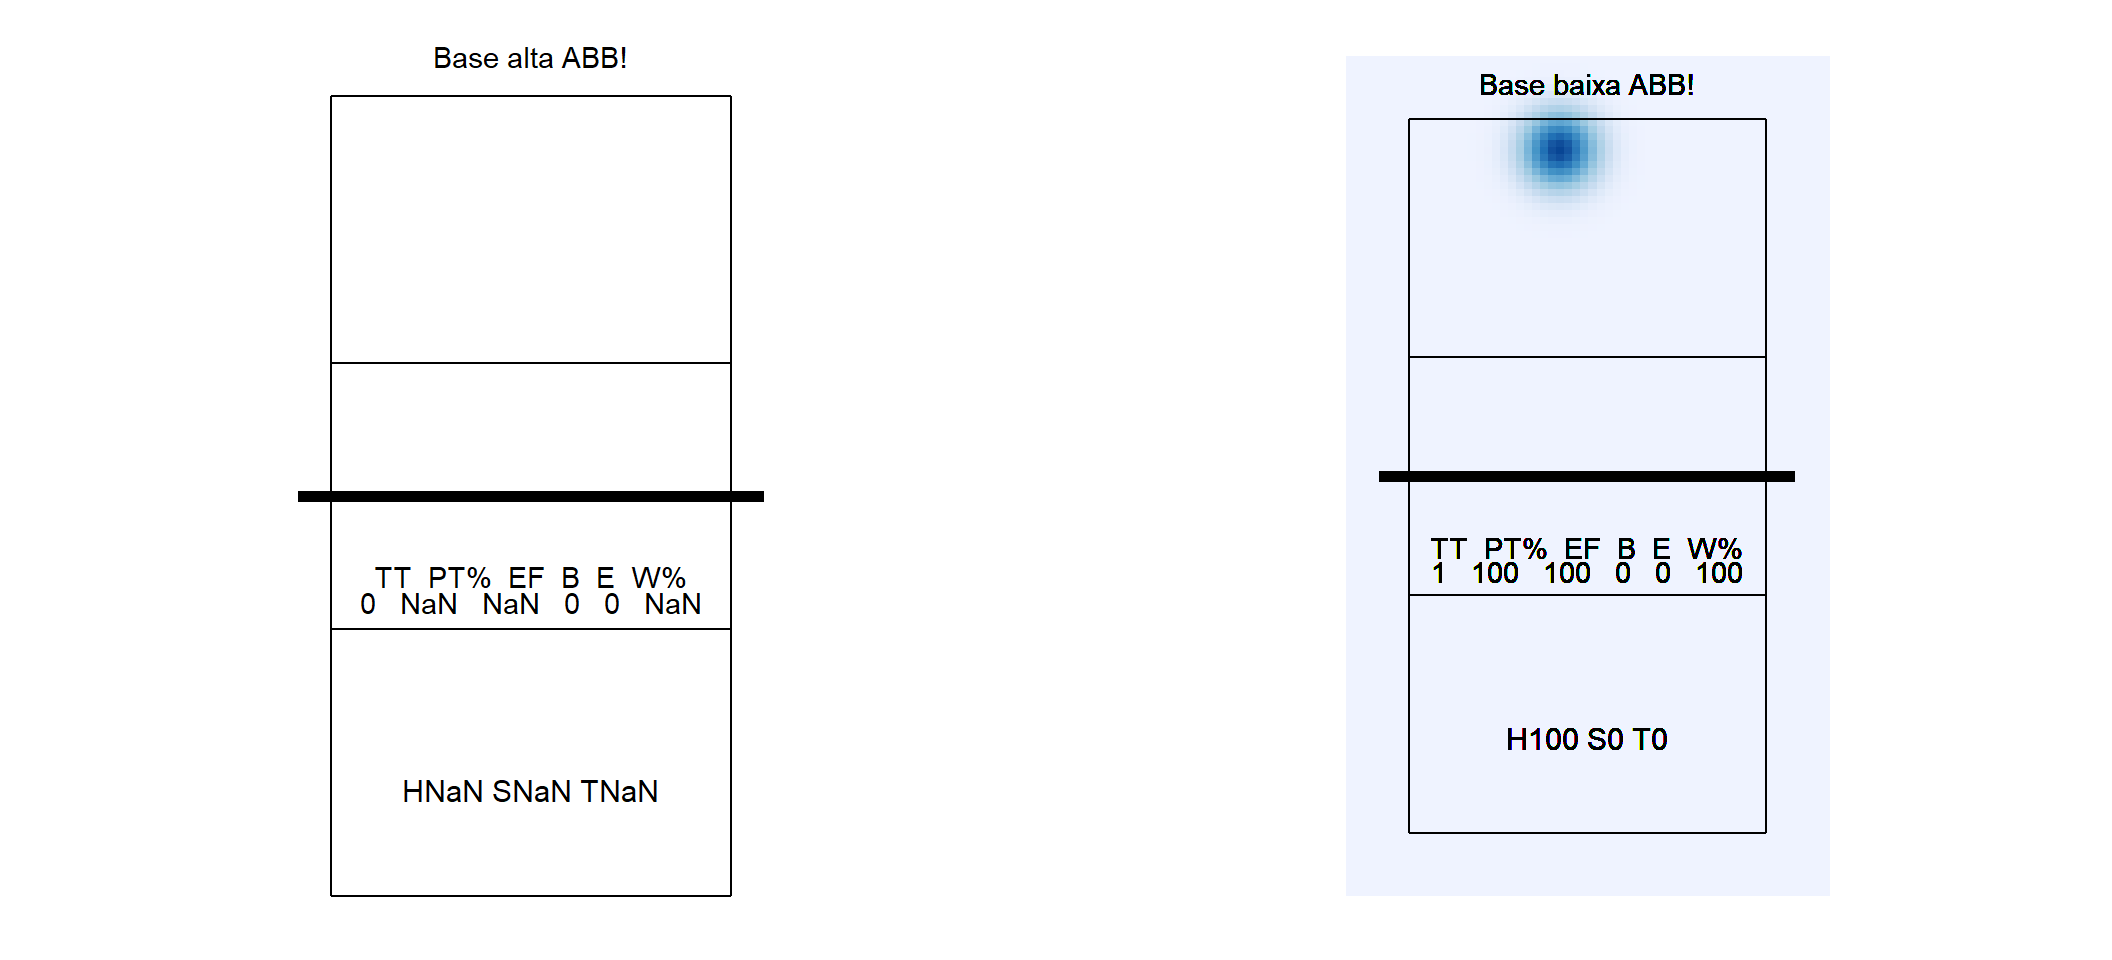 Base alta ABB!
TT PT% EF B E W%
0 NaN NaN 0 0 NaN
HNaN SNaN TNaN
Base baixa ABB!
TT PT% EF B E W%
1 100 100 0 0 100
H100 S0 T0